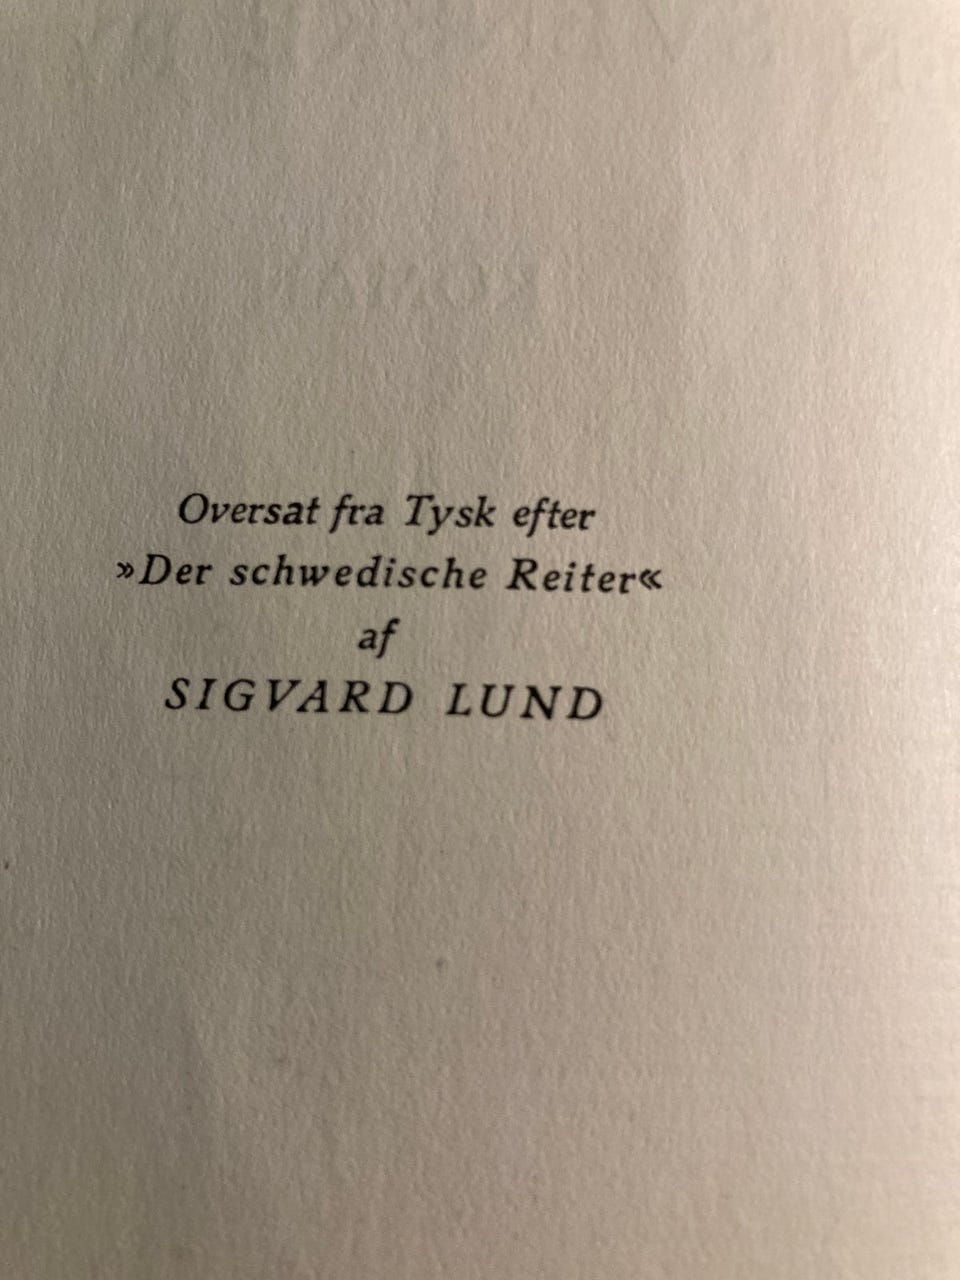 Oversat fra Tysk efter
»Der schwedische Reiter«
af
SIGVARD LUND